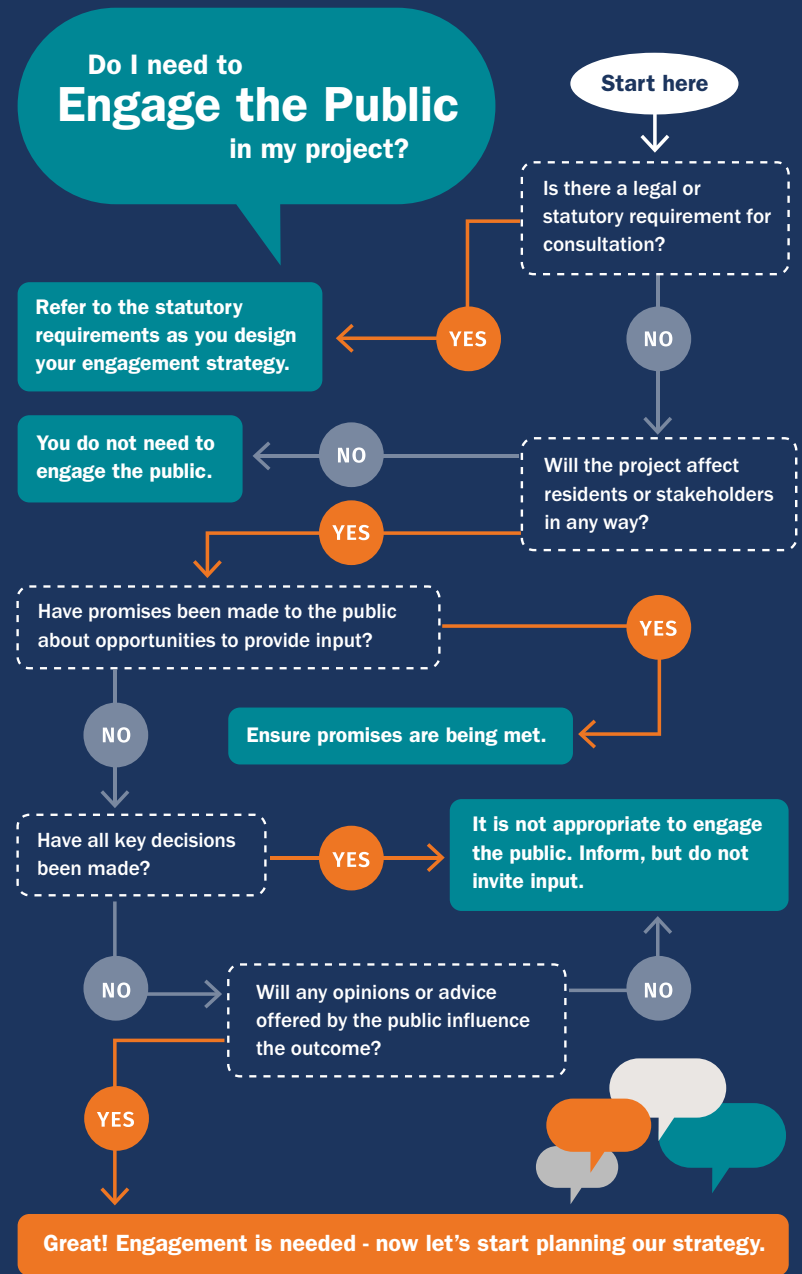 Do I need to
Engage the Public
in my project?
Start here
Is there a legal or
statutory requirement for
consultation?
YES
NO
Refer to the statutory
requirements as you design
your engagement strategy.
Will the project affect
residents or stakeholders
in any way?
NO
You do not need to
engage the public.
YES
Have promises been made to the public
about opportunities to provide input?
YES
Ensure promises are being met.
NO
Have all key decisions
been made?
YES
It is not appropriate to engage
the public. Inform, but do not
invite input.
NO
Will any opinions or advice
offered by the public influence
the outcome?
NO
YES
Great! Engagement is needed - now let’s start planning our strategy.